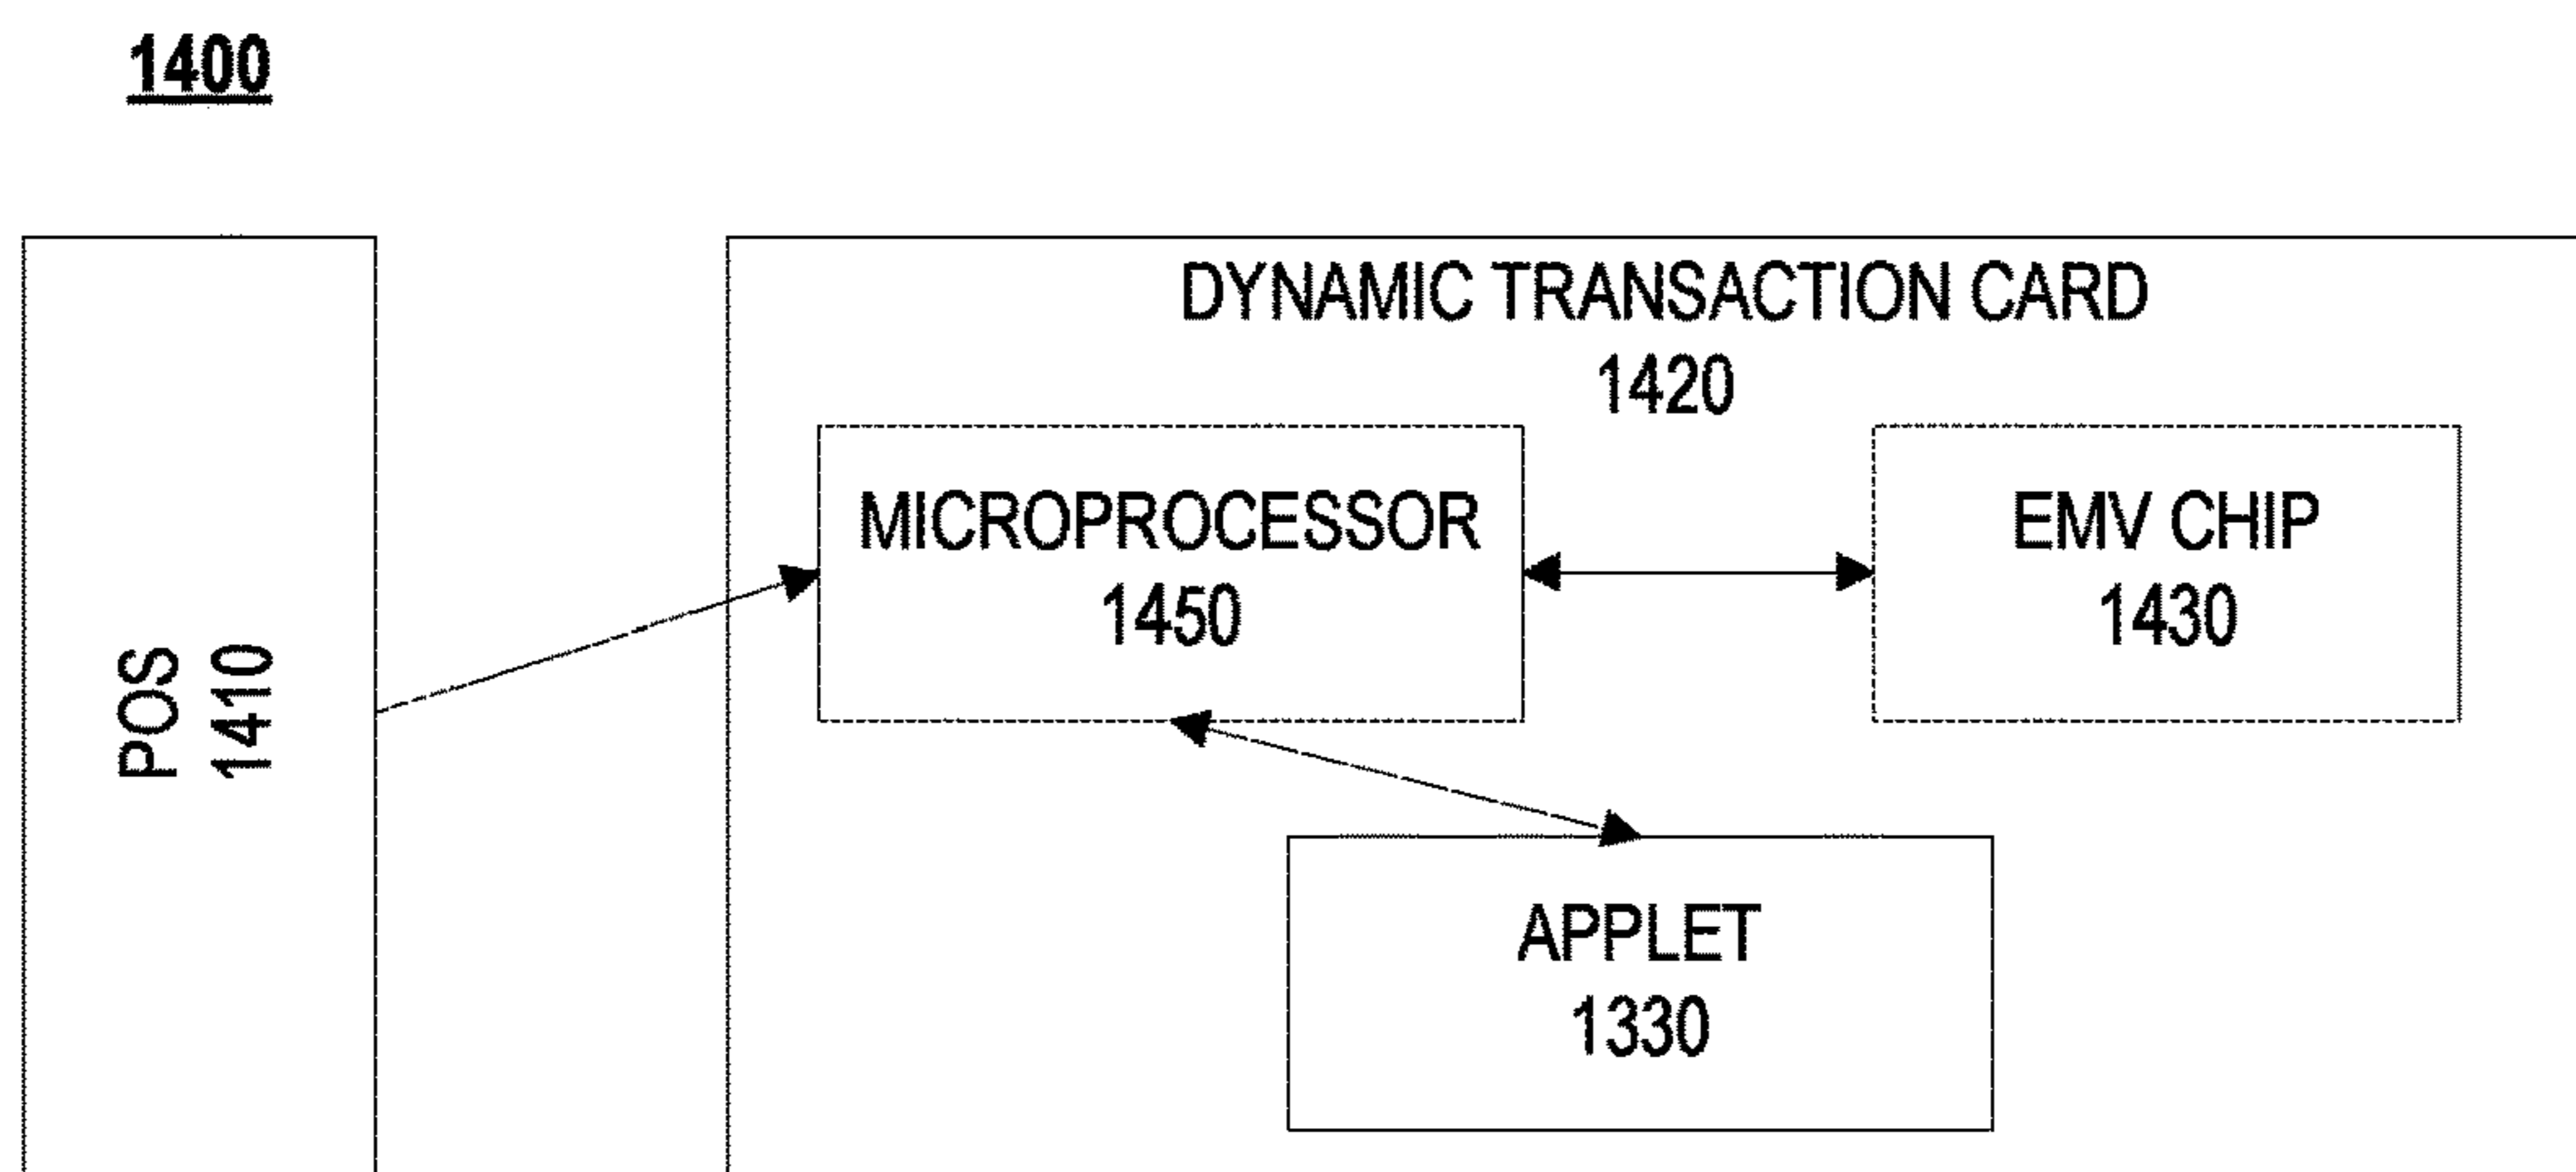 1400
POS
1410
DYNAMIC TRANSACTION CARD
1420
MICROPROCESSOR
1450
EMV CHIP
1430
APPLET
1330